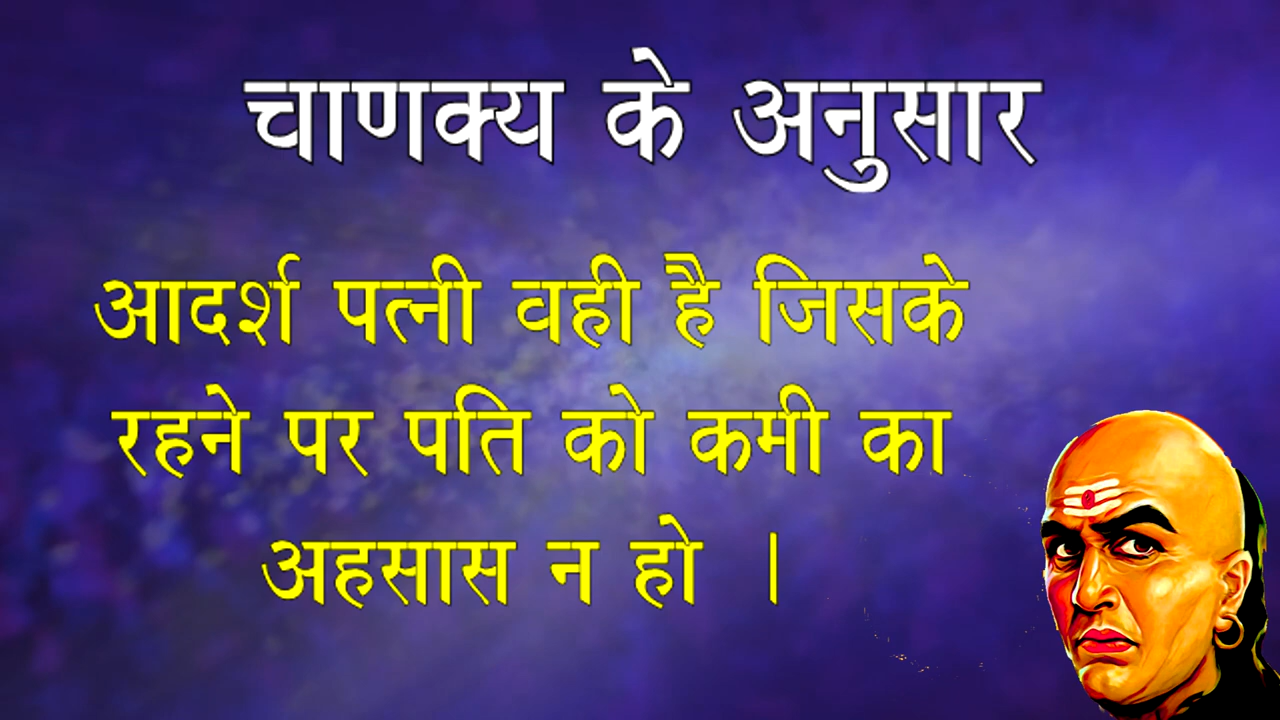 चाणक्य के अनुसार
आदर्श पत्नी वही है जिसके
रहने पर पति को कमी का
अहसास न हो ।